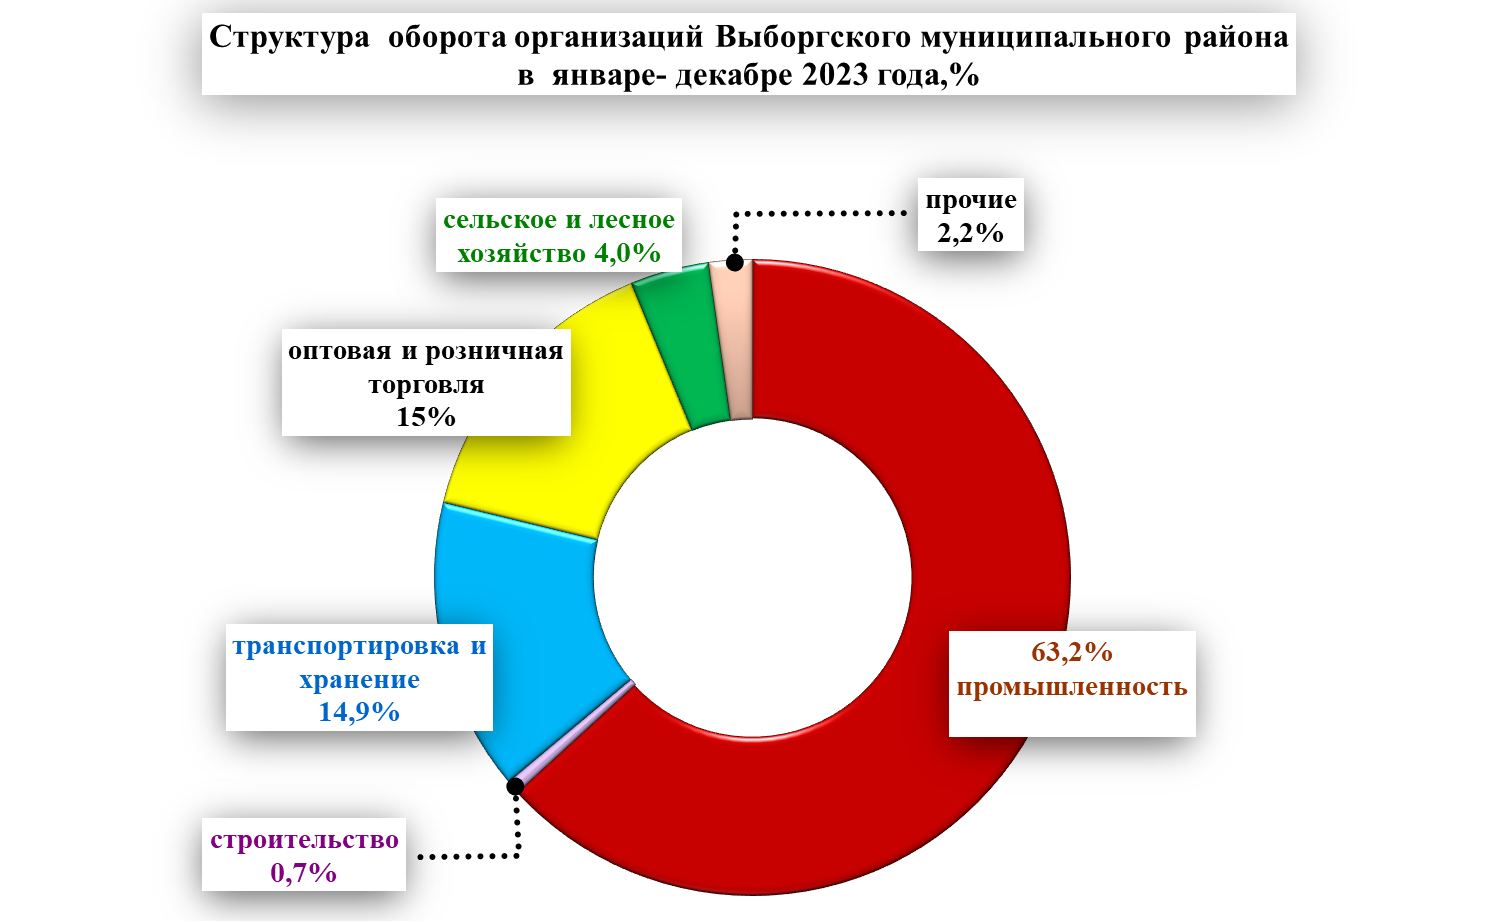 Структура оборота организаций Выборгского муниципального района
в январе- декабре 2023 года,%
прочие
2,2%
сельское и лесное
хозяйство 4,0%
оптовая и розничная
торговля
15%
63,2%
промышленность
транспортировка и
хранение
14,9%
строительство
0,7%